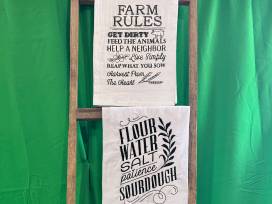 FARM
RULES
GET DIRTY
FEED THE ANIMALS
HELP A NEIGHBOR
Live Simply
REAP WHAT YOU SOW
Harvest From
The Heart
FLOUR
WATER
SALT
patience
SOURDOUGH